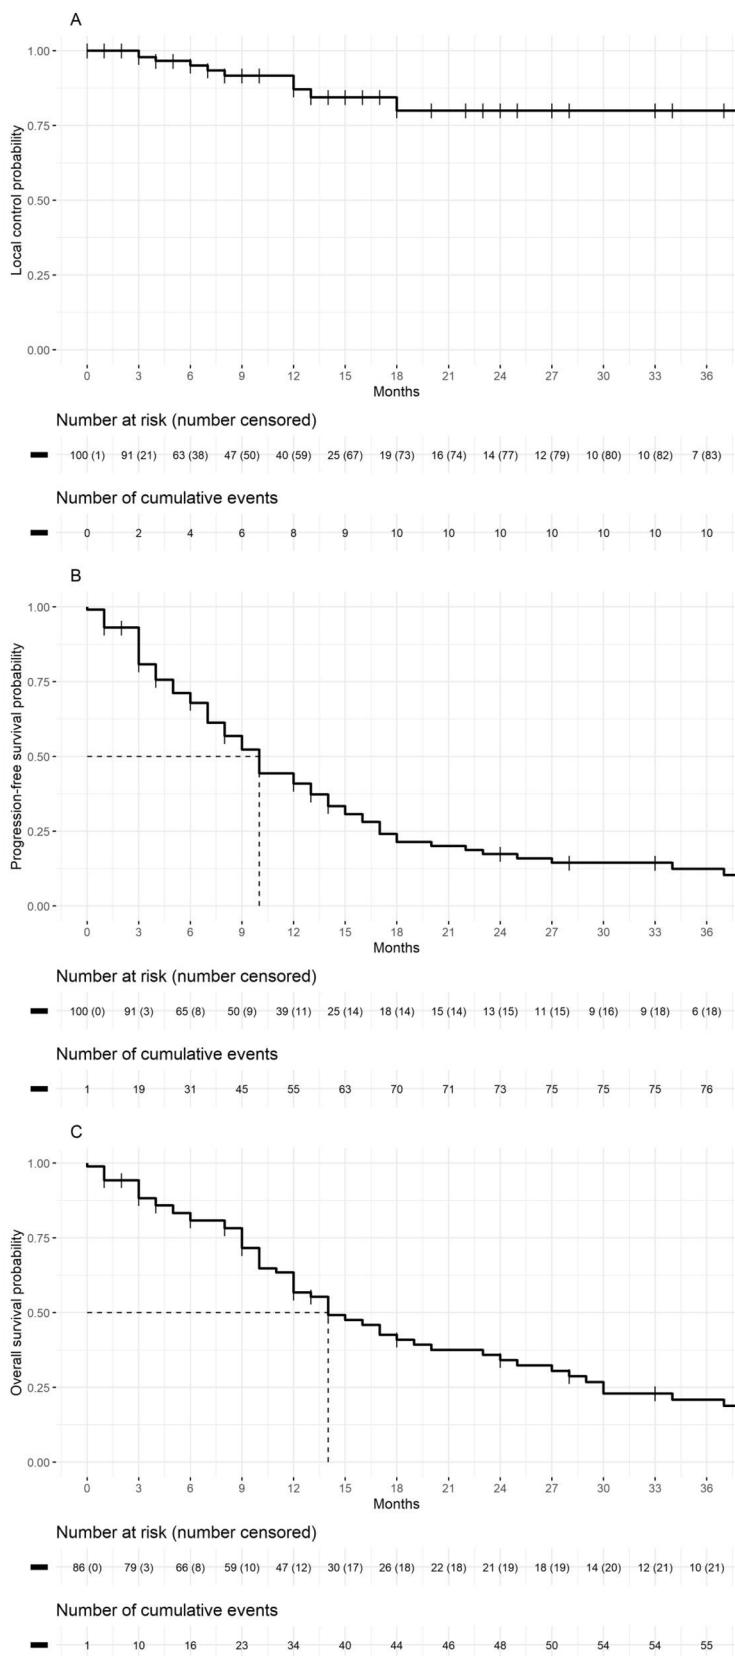 A
1.00
0.75
0.50
0.25
0.00
Local control probability
0 3 6 9 12 15 18 21 24 27 30 33 36
Months
Number at risk (number censored)
100 (1) 91 (21) 63 (38) 47 (50) 40 (59) 25 (67) 19 (73) 16 (74) 14 (77) 12 (79) 10 (80) 10 (82) 7 (83)
Number of cumulative events
0 2 4 6 8 9 10 10 10 10 10 10 10
B
1.00
0.75
0.50
0.25
0.00
Progression-free survival probability
0 3 6 9 12 15 18 21 24 27 30 33 36
Months
Number at risk (number censored)
100 (0) 91 (3) 65 (8) 50 (9) 39 (11) 25 (14) 18 (14) 15 (14) 13 (15) 11 (15) 9 (16) 9 (18) 6 (18)
Number of cumulative events
1 19 31 45 55 63 70 71 73 75 75 75 76
C
1.00
0.75
0.50
0.25
0.00
Overall survival probability
0 3 6 9 12 15 18 21 24 27 30 33 36
Months
Number at risk (number censored)
86 (0) 79 (3) 66 (8) 59 (10) 47 (12) 30 (17) 26 (18) 22 (18) 21 (19) 18 (19) 14 (20) 12 (21) 10 (21)
Number of cumulative events
1 10 16 23 34 40 44 46 48 50 54 54 55